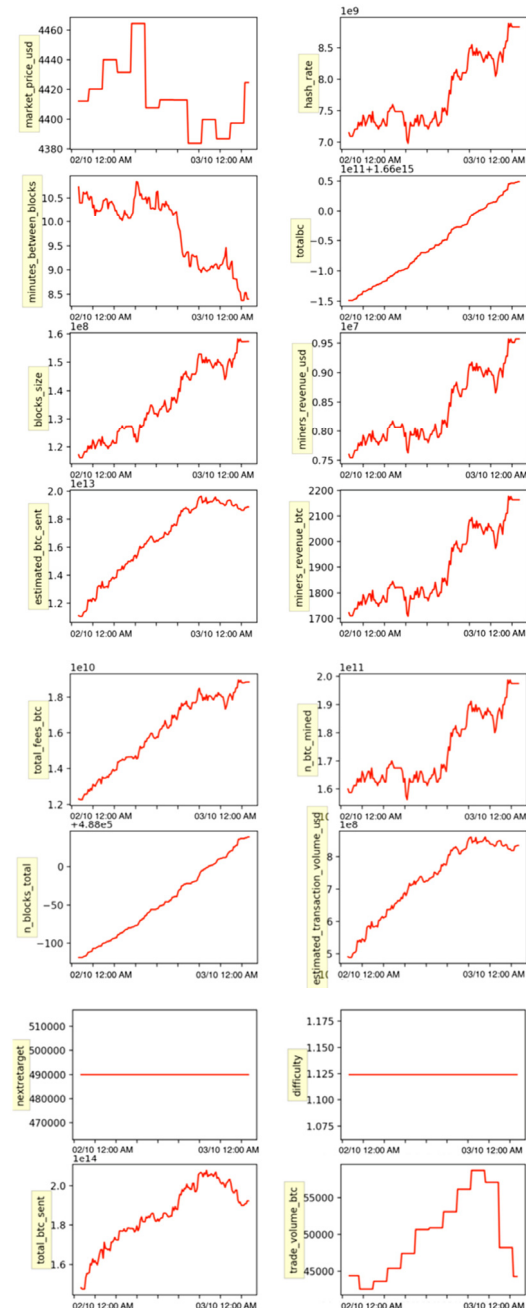 market_price_usd
4460
4440
4420
4400
4380
02/10 12:00 AM 03/10 12:00 AM
1e9
hash_rate
8.5
8.0
7.5
7.0
02/10 12:00 AM 03/10 12:00 AM
minutes_between_blocks
10.5
10.0
9.5
9.0
8.5
02/10 12:00 AM 03/10 12:00 AM
1e11+1.66e15
totalbc
0.5
0.0
−0.5
−1.0
−1.5
02/10 12:00 AM 03/10 12:00 AM
1e8
blocks_size
1.6
1.5
1.4
1.3
1.2
02/10 12:00 AM 03/10 12:00 AM
1e7
miners_revenue_usd
0.95
0.90
0.85
0.80
0.75
02/10 12:00 AM 03/10 12:00 AM
1e13
estimated_btc_sent
2.0
1.8
1.6
1.4
1.2
02/10 12:00 AM 03/10 12:00 AM
miners_revenue_btc
2200
2100
2000
1900
1800
1700
02/10 12:00 AM 03/10 12:00 AM
1e10
total_fees_btc
1.8
1.6
1.4
1.2
02/10 12:00 AM 03/10 12:00 AM
1e11
n_btc_mined
1.9
1.8
1.7
1.6
02/10 12:00 AM 03/10 12:00 AM
+4.88e5
n_blocks_total
0
−50
−100
02/10 12:00 AM 03/10 12:00 AM
1e8
estimated_transaction_volume_usd
8
7
6
5
02/10 12:00 AM 03/10 12:00 AM
nextretarget
510000
500000
490000
480000
470000
02/10 12:00 AM 03/10 12:00 AM
difficulty
1.175
1.150
1.125
1.100
1.075
02/10 12:00 AM 03/10 12:00 AM
1e14
total_btc_sent
2.0
1.8
1.6
02/10 12:00 AM 03/10 12:00 AM
trade_volume_btc
55000
50000
45000
02/10 12:00 AM 03/10 12:00 AM